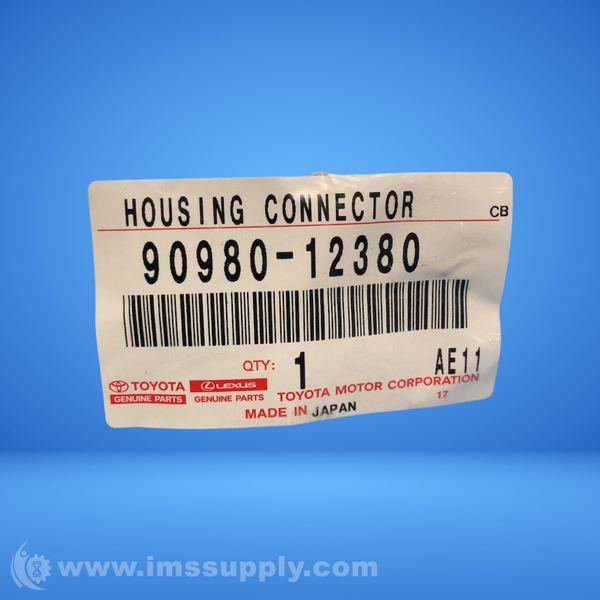 HOUSING CONNECTOR CB
90980-12380
QTY: 1 AE11
TOYOTA LEXUS TOYOTA MOTOR CORPORATION
GENUINE PARTS GENUINE PARTS 17
MADE IN JAPAN
www.imssupply.com